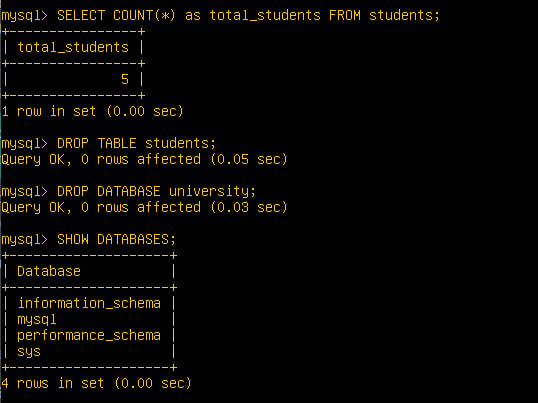 mysql> SELECT COUNT(*) as total_students FROM students;
+----------------+
| total_students |
+----------------+
|              5 |
+----------------+
1 row in set (0.00 sec)

mysql> DROP TABLE students;
Query OK, 0 rows affected (0.05 sec)

mysql> DROP DATABASE university;
Query OK, 0 rows affected (0.03 sec)

mysql> SHOW DATABASES;
+--------------------+
| Database           |
+--------------------+
| information_schema |
| mysql              |
| performance_schema |
| sys                |
+--------------------+
4 rows in set (0.00 sec)